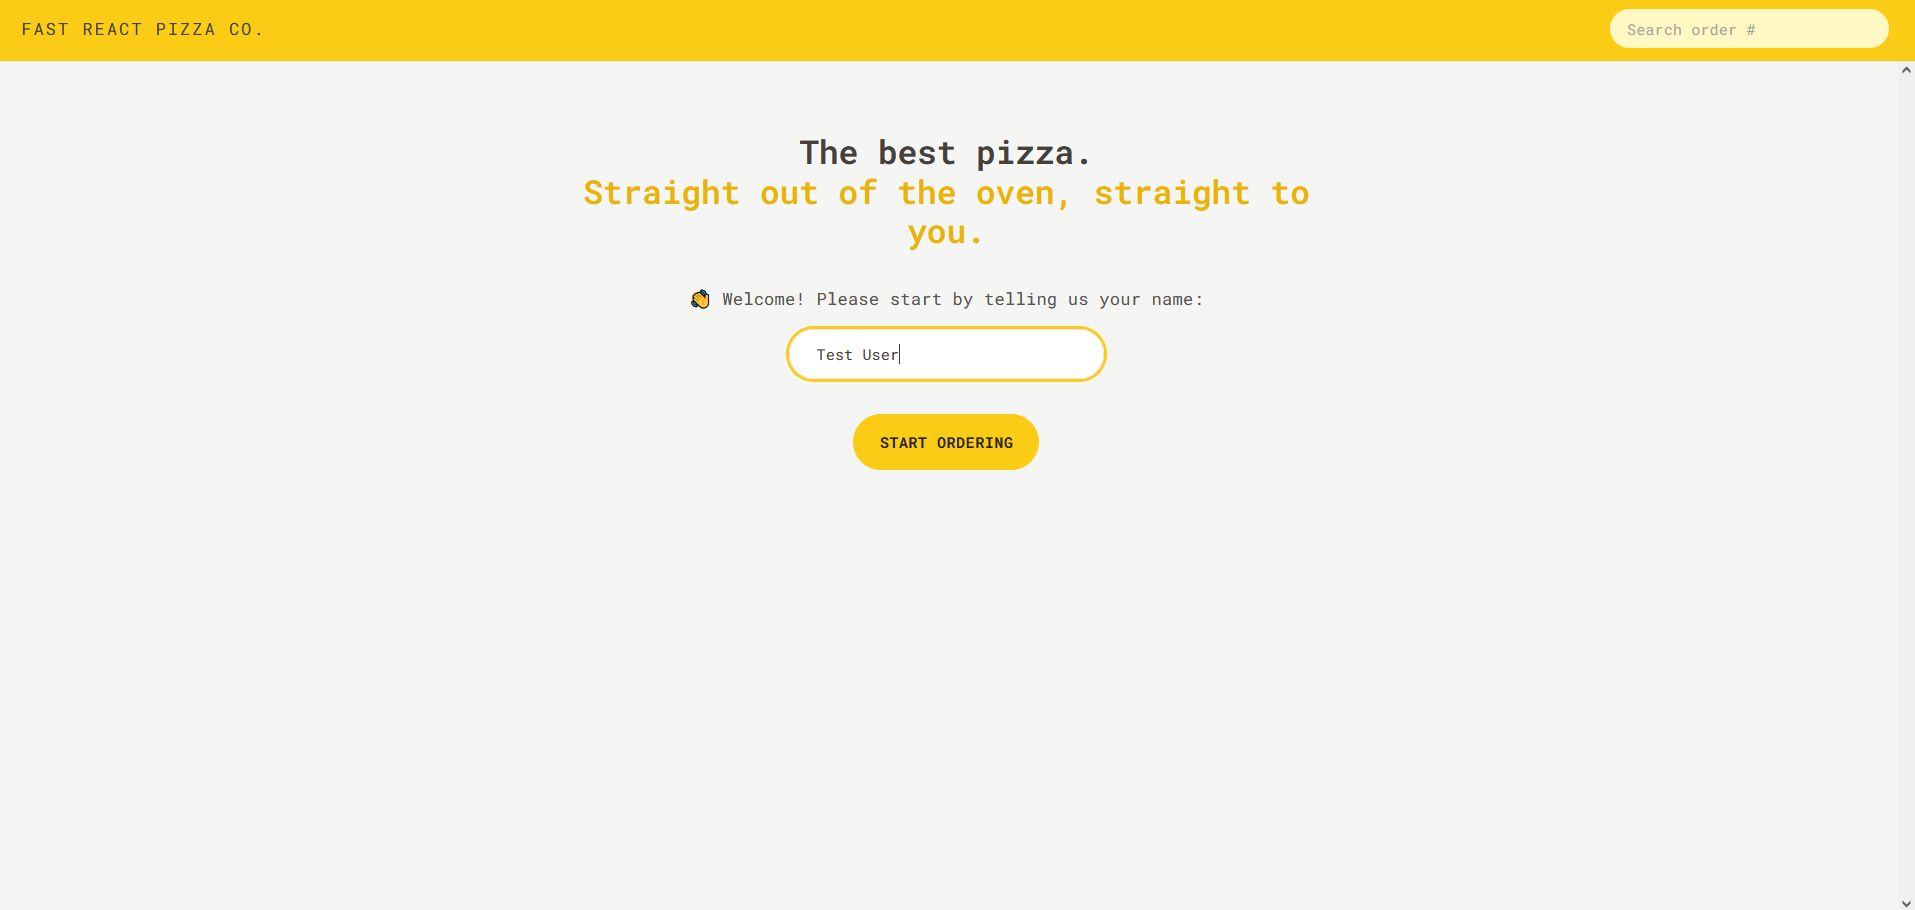 FAST REACT PIZZA CO.
Search order #
The best pizza.
Straight out of the oven, straight to
you.
👋 Welcome! Please start by telling us your name:
Test User
START ORDERING